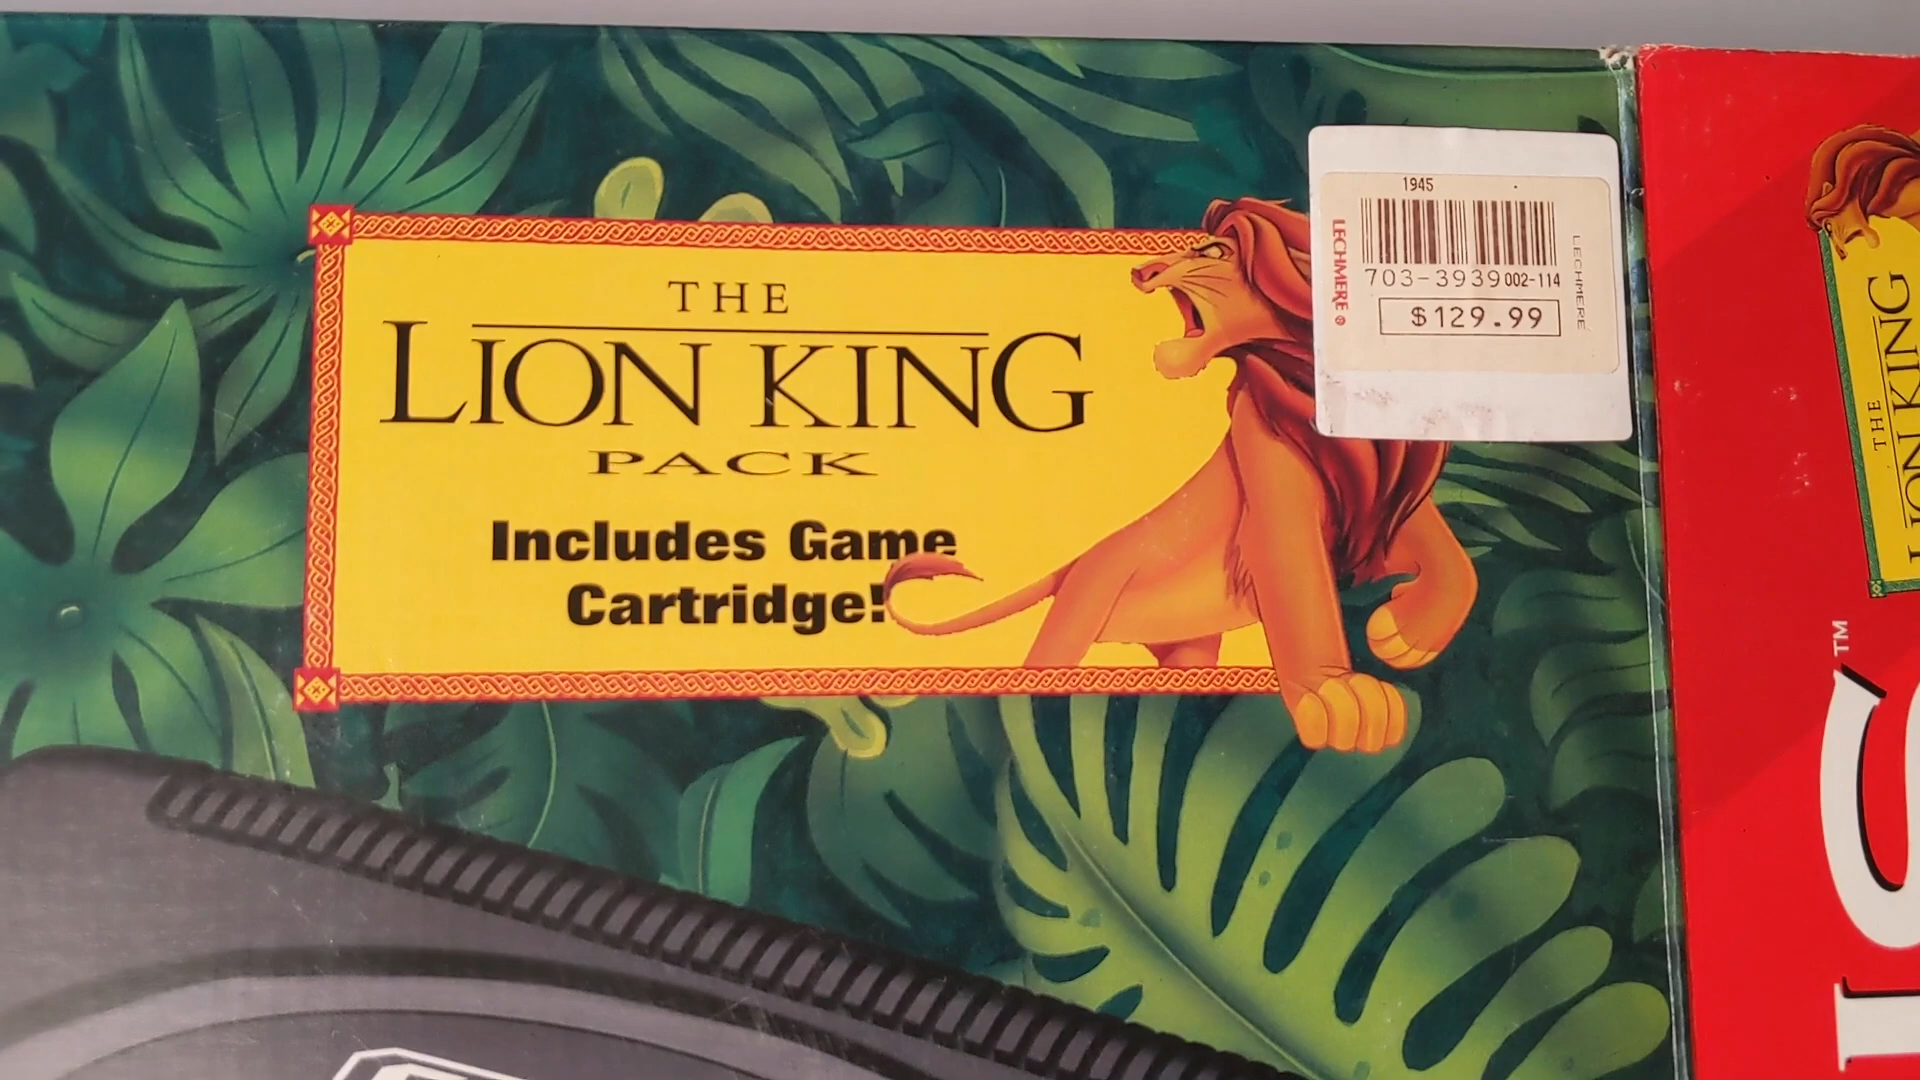 THE
LION KING
PACK
Includes Game
Cartridge!
1945
LECHMERE ®
703-3939 002-114
$129.99
LECHMERE
THE
LION KING
IS™